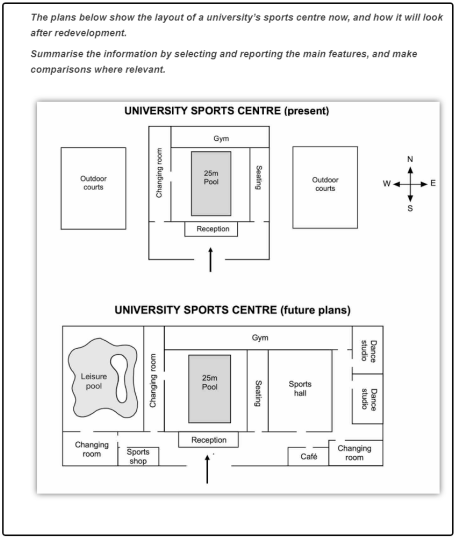 The plans below show the layout of a university's sports centre now, and how it will look
after redevelopment.
Summarise the information by selecting and reporting the main features, and make
comparisons where relevant.
UNIVERSITY SPORTS CENTRE (present)
Gym
Outdoor
courts
Changing room
25m
Pool
Seating
Outdoor
courts
Reception
N
W
E
S
UNIVERSITY SPORTS CENTRE (future plans)
Gym
Leisure
pool
Changing room
25m
Pool
Seating
Sports
hall
Dance
studio
Dance
studio
Reception
Changing
room
Sports
shop
Café
Changing
room